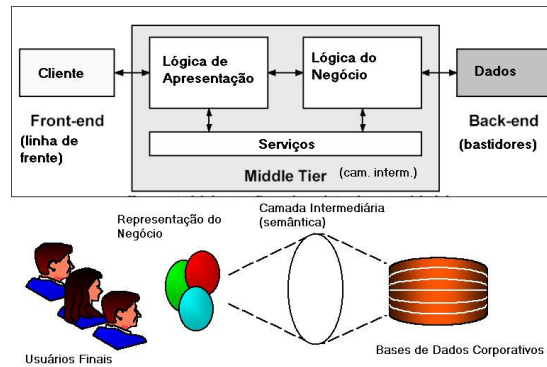 Cliente
Lógica de
Apresentação
Lógica do
Negócio
Dados
Front-end
(linha de
frente)
Serviços
Back-end
(bastidores)
Middle Tier
(cam. interm.)
Representação do
Negócio
Camada Intermediária
(semântica)
Usuários Finais
Bases de Dados Corporativos